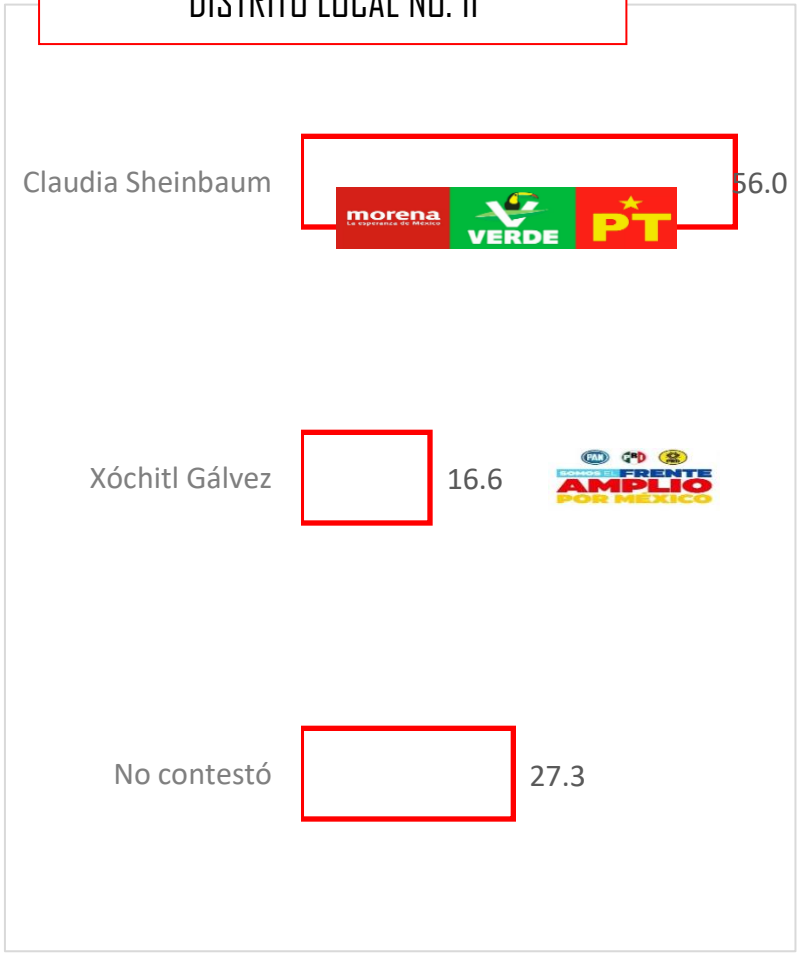 DISTRITO LOCAL NO. 11
Claudia Sheinbaum
56.0
morena
La esperanza de México
VERDE
PT
Xóchitl Gálvez
16.6
PAN
PRD
SOMOS EL FRENTE
AMPLIO
POR MÉXICO
No contestó
27.3